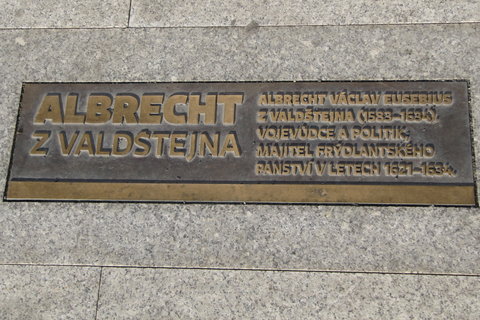 ALBRECHT
Z VALDŠTEJNA
ALBRECHT VÁCLAV EUSEBIUS
Z VALDŠTEJNA (1583–1634),
VOJEVŮDCE A POLITIK,
MAJITEL FRÝDLANTSKÉHO
PANSTVÍ V LETECH 1621–1634.